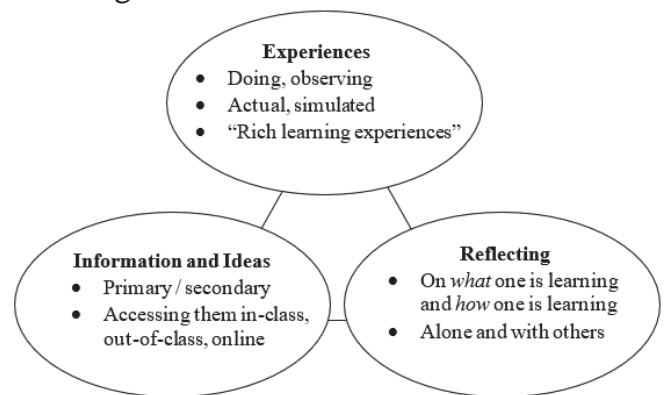 Experiences
• Doing, observing
• Actual, simulated
• “Rich learning experiences”
Information and Ideas
• Primary / secondary
• Accessing them in-class,
out-of-class, online
Reflecting
• On what one is learning
and how one is learning
• Alone and with others